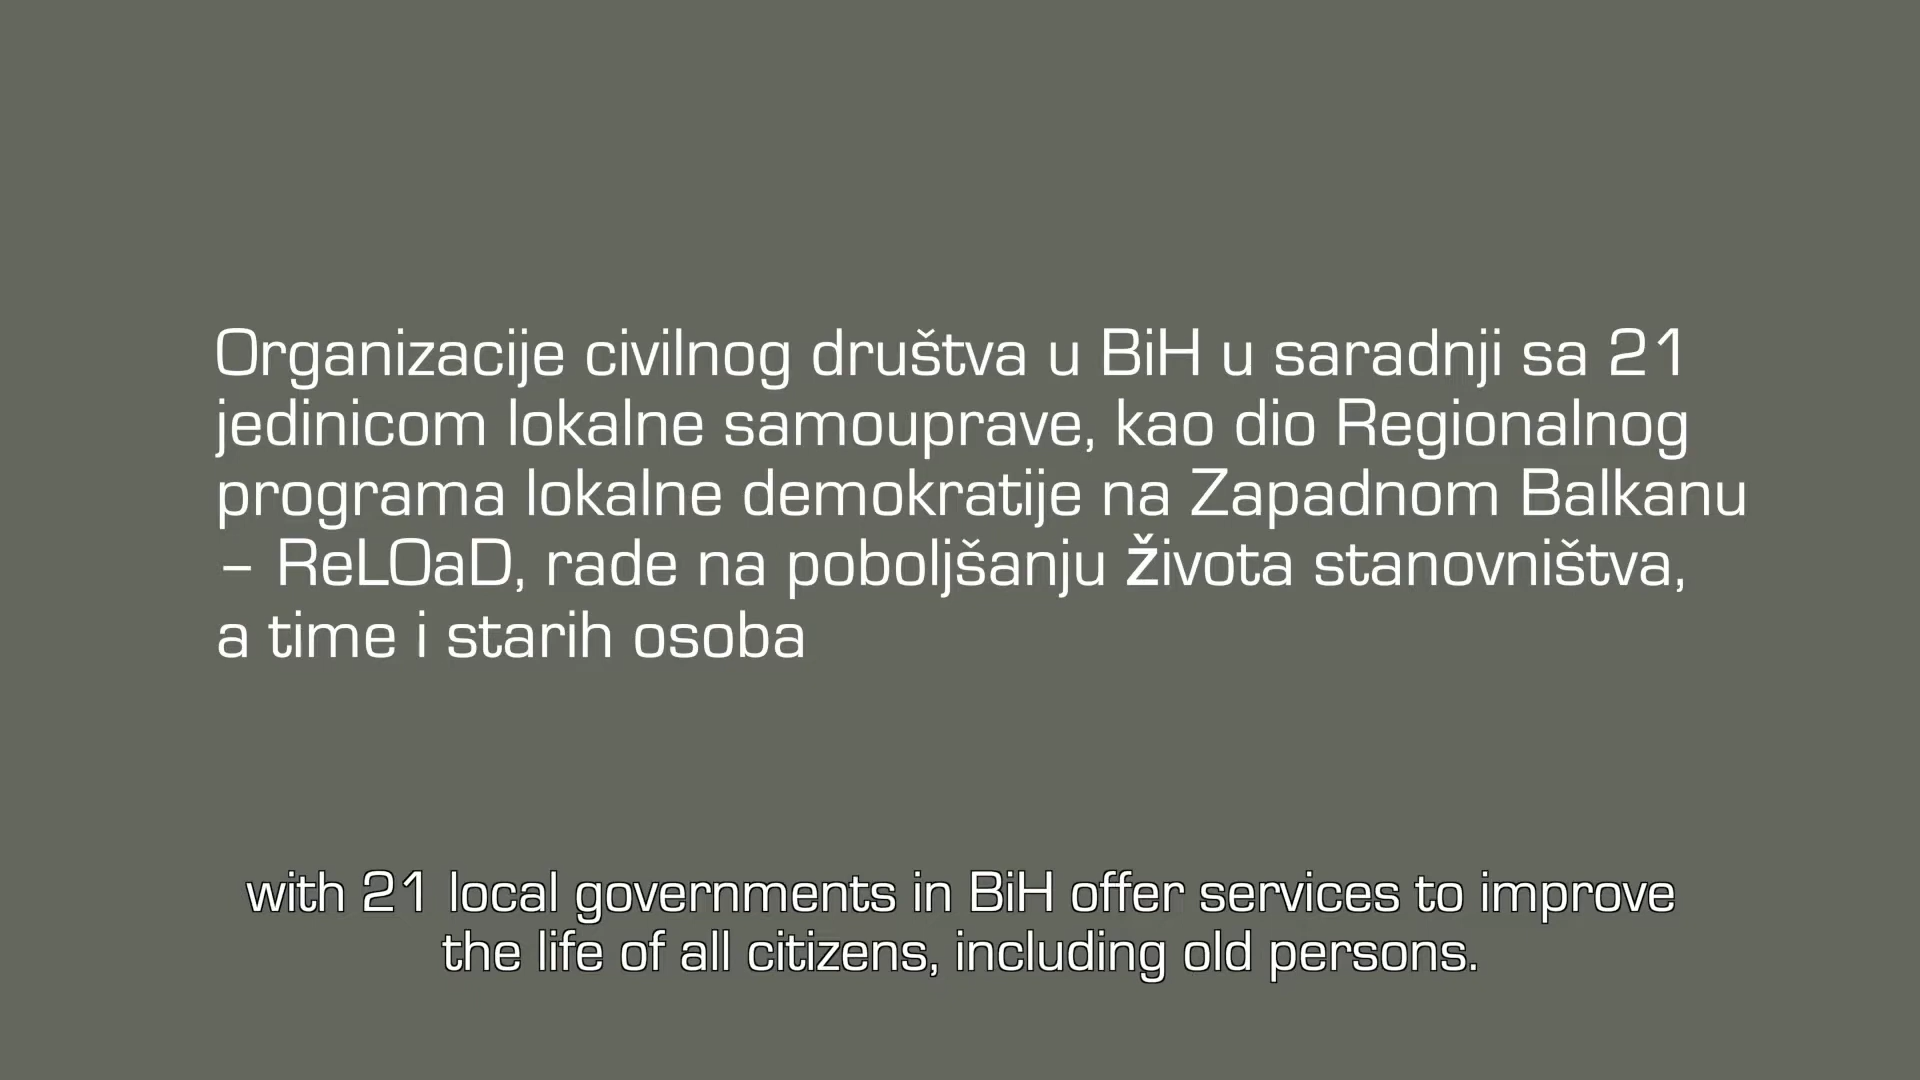 Organizacije civilnog društva u BiH u saradnji sa 21
jedinicom lokalne samouprave, kao dio Regionalnog
programa lokalne demokratije na Zapadnom Balkanu
– ReLOaD, rade na poboljšanju života stanovništva,
a time i starih osoba
with 21 local governments in BiH offer services to improve
the life of all citizens, including old persons.